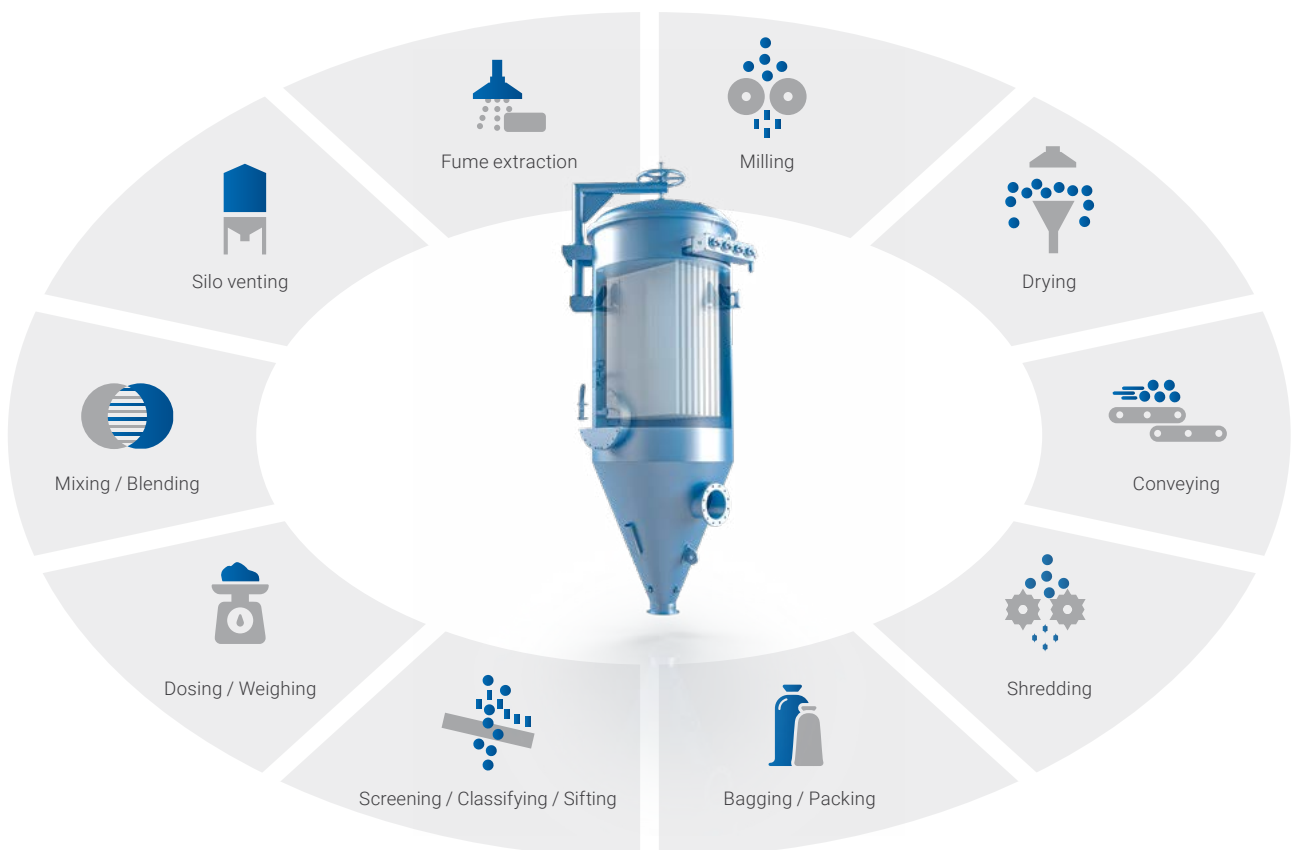 Fume extraction
Milling
Silo venting
Drying
Mixing / Blending
Conveying
Dosing / Weighing
Shredding
Screening / Classifying / Sifting
Bagging / Packing